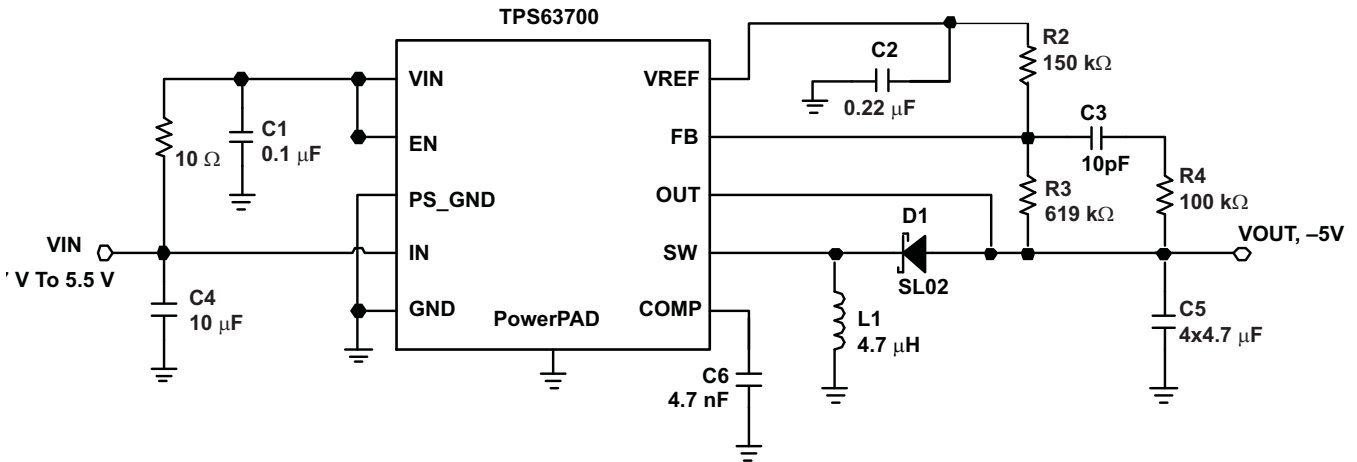 TPS63700
VIN
EN
PS_GND
IN
GND
PowerPAD
VREF
FB
OUT
SW
COMP
10 Ω
C1
0.1 µF
VIN
V To 5.5 V
C4
10 µF
C2
0.22 µF
R2
150 kΩ
C3
10pF
R3
619 kΩ
R4
100 kΩ
D1
SL02
VOUT, –5V
L1
4.7 µH
C5
4x4.7 µF
C6
4.7 nF